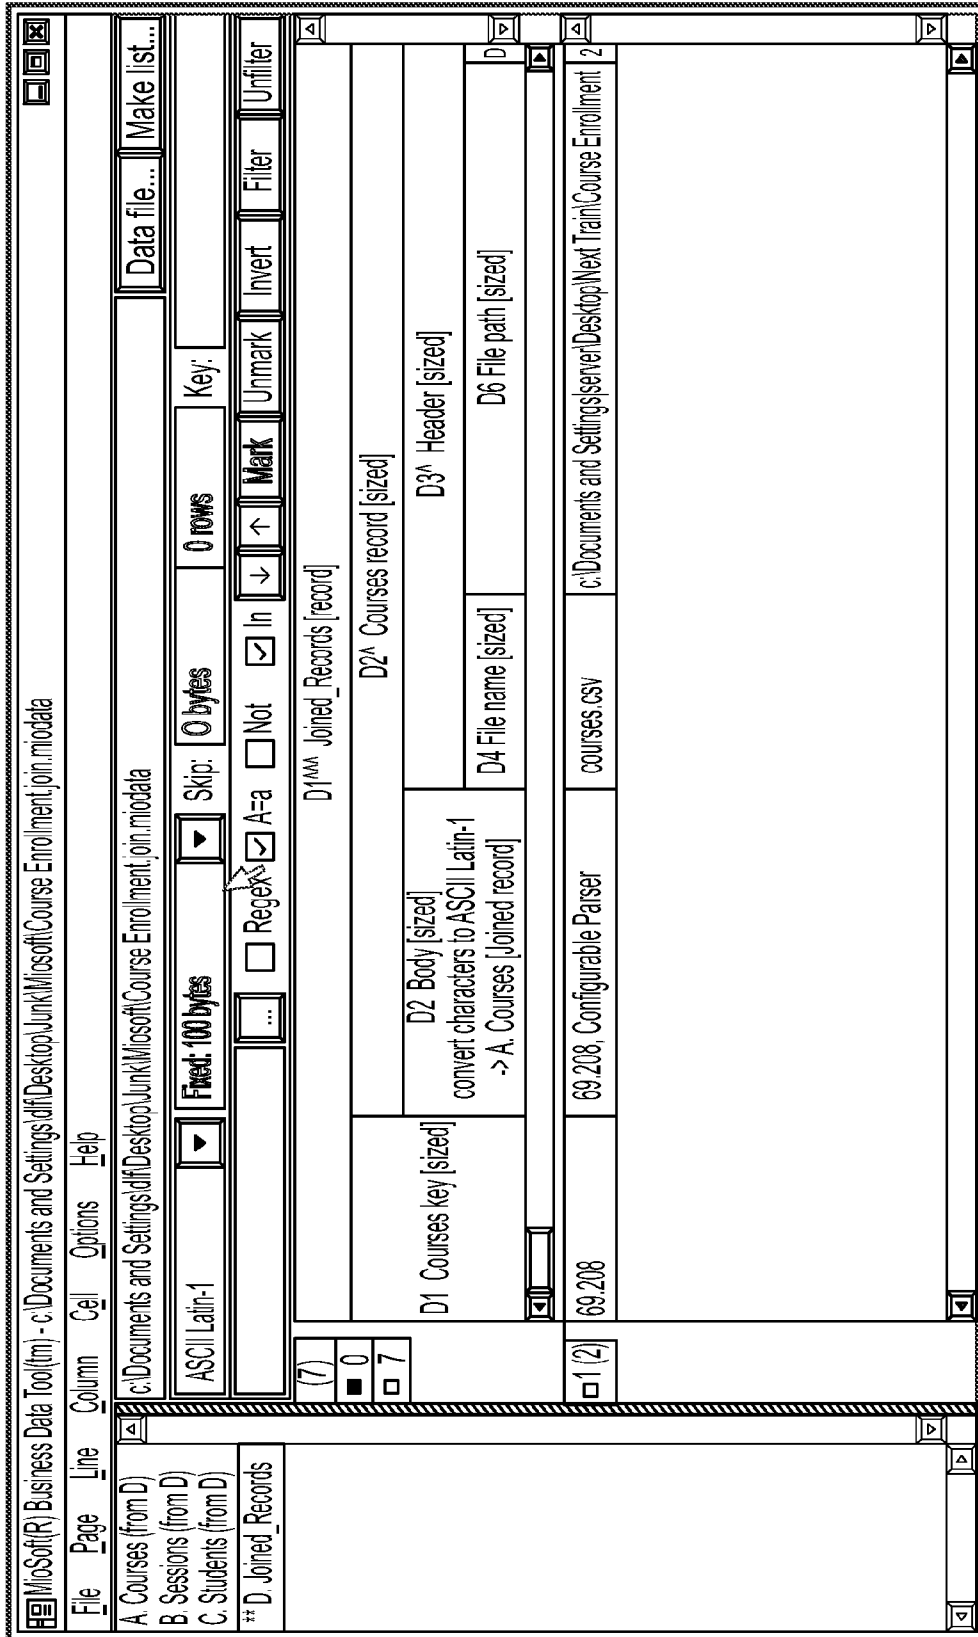 MioSoft(R) Business Data Tool(tm) - c:\Documents and Settings\dlf\Desktop\Junk\Miosoft\Course Enrollment.join.miodata
File Page Line Column Cell Options Help
A. Courses (from D)
B. Sessions (from D)
C. Students (from D)
** D. Joined_Records
c:\Documents and Settings\dlf\Desktop\Junk\Miosoft\Course Enrollment.join.miodata Data file... Make list...
ASCII Latin-1 Fixed: 100 bytes Skip: 0 bytes 0 rows Key:
... Regex A=a Not In ↓ ↑ Mark Unmark Invert Filter Unfilter
(7) D1^^^ Joined_Records [record]
0 D2^ Courses record [sized]
7 D1 Courses key [sized]
D2 Body [sized]
convert characters to ASCII Latin-1
-> A. Courses [Joined record]
D3^ Header [sized]
D4 File name [sized] D6 File path [sized] D
1 (2) 69.208 69.208, Configurable Parser courses.csv c:\Documents and Settings\server\Desktop\Next Train\Course Enrollment 2